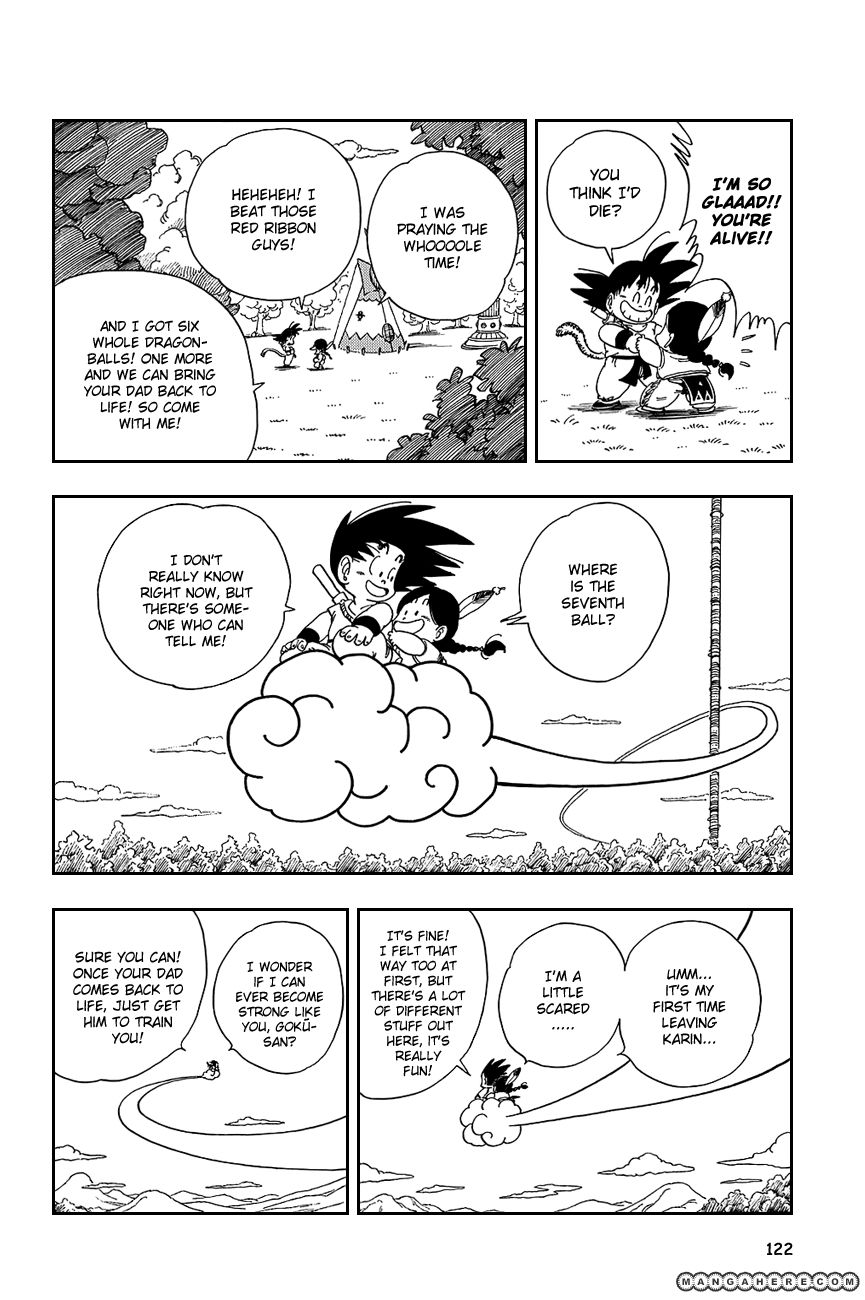 I'M SO
GLAAAD!!
YOU'RE
ALIVE!!
YOU
THINK I'D
DIE?
I WAS
PRAYING THE
WHOOOOLE
TIME!
HEHEHEH! I
BEAT THOSE
RED RIBBON
GUYS!
AND I GOT SIX
WHOLE DRAGON-
BALLS! ONE MORE
AND WE CAN BRING
YOUR DAD BACK TO
LIFE! SO COME
WITH ME!
WHERE
IS THE
SEVENTH
BALL?
I DON'T
REALLY KNOW
RIGHT NOW, BUT
THERE'S SOME-
ONE WHO CAN
TELL ME!
UMM...
IT'S MY
FIRST TIME
LEAVING
KARIN...
I'M A
LITTLE
SCARED
.....
IT'S FINE!
I FELT THAT
WAY TOO AT
FIRST, BUT
THERE'S A LOT
OF DIFFERENT
STUFF OUT
HERE, IT'S
REALLY
FUN!
I WONDER
IF I CAN
EVER BECOME
STRONG LIKE
YOU, GOKŪ-
SAN?
SURE YOU CAN!
ONCE YOUR DAD
COMES BACK TO
LIFE, JUST GET
HIM TO TRAIN
YOU!
122
MANGAHERE.COM